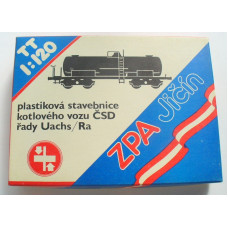 TT
1:120
plastiková stavebnice
kotlového vozu ČSD
řady Uachs/Ra
ZPA Jičín